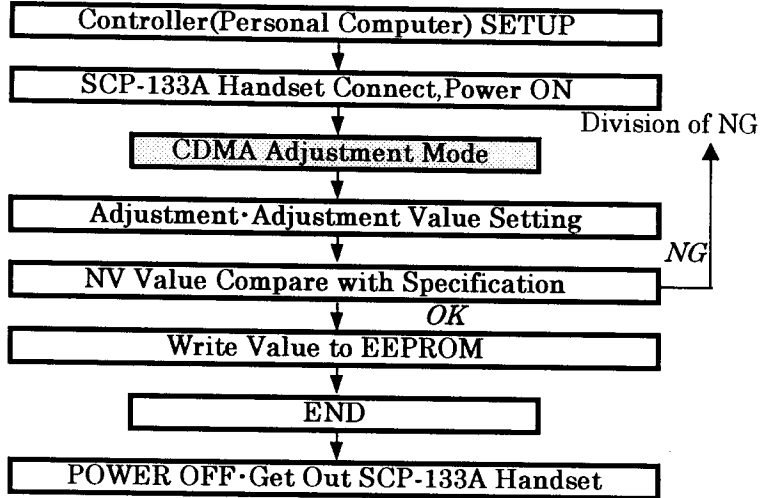 Controller(Personal Computer) SETUP
SCP-133A Handset Connect,Power ON
Division of NG
CDMA Adjustment Mode
Adjustment·Adjustment Value Setting
NG
NV Value Compare with Specification
OK
Write Value to EEPROM
END
POWER OFF·Get Out SCP-133A Handset